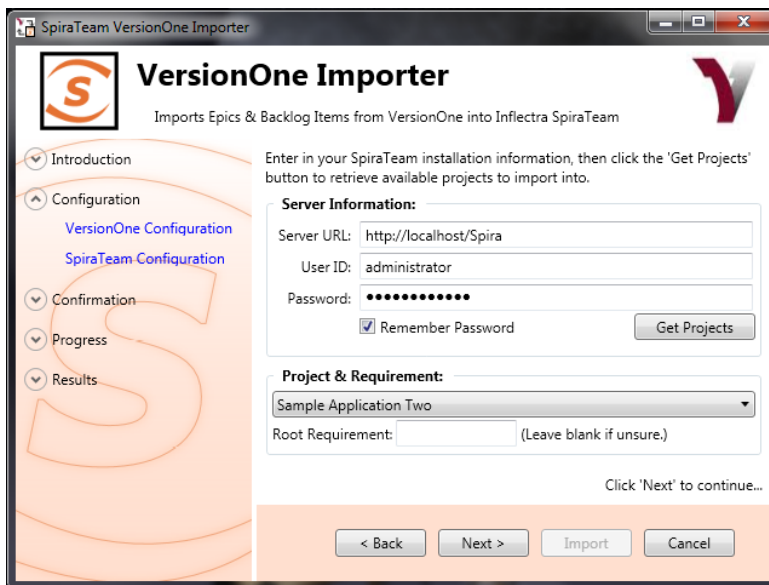 SpiraTeam VersionOne Importer
S
VersionOne Importer
Imports Epics & Backlog Items from VersionOne into Inflectra SpiraTeam
Introduction
Configuration
VersionOne Configuration
SpiraTeam Configuration
Confirmation
Progress
Results
Enter in your SpiraTeam installation information, then click the 'Get Projects'
button to retrieve available projects to import into.
Server Information:
Server URL: http://localhost/Spira
User ID: administrator
Password: ●●●●●●●●●●●●
Remember Password
Get Projects
Project & Requirement:
Sample Application Two
Root Requirement: (Leave blank if unsure.)
Click 'Next' to continue...
< Back Next > Import Cancel